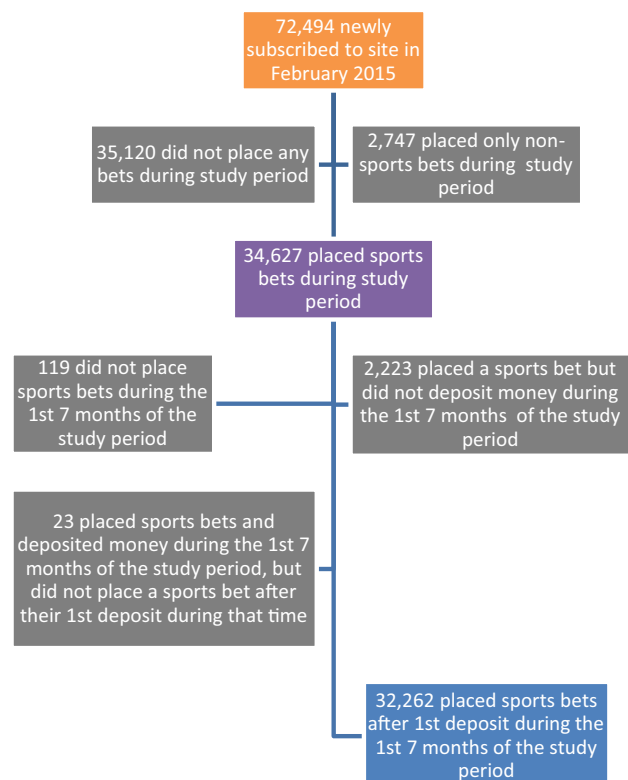 72,494 newly
subscribed to site in
February 2015
35,120 did not place any
bets during study period
2,747 placed only non-
sports bets during study
period
34,627 placed sports
bets during study
period
119 did not place
sports bets during the
1st 7 months of the
study period
2,223 placed a sports bet but
did not deposit money during
the 1st 7 months of the study
period
23 placed sports bets and
deposited money during the 1st 7
months of the study period, but
did not place a sports bet after
their 1st deposit during that time
32,262 placed sports bets
after 1st deposit during the
1st 7 months of the study
period